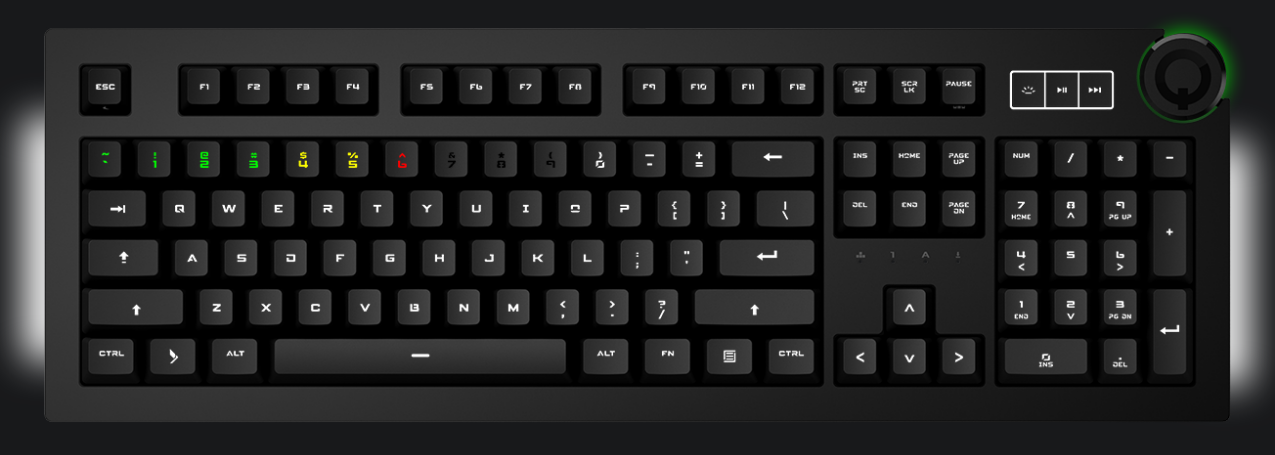 ESC F1 F2 F3 F4 F5 F6 F7 F8 F9 F10 F11 F12 PRT SC SCR LK PAUSE
~ ` ! 1 @ 2 # 3 $ 4 % 5 ^ 6 & 7 * 8 ( 9 ) 0 - + = INS HOME PAGE UP NUM / * -
Q W E R T Y U I O P { [ } ] | \ DEL END PAGE DN 7 HOME 8 ^ 9 PG UP +
A S D F G H J K L : ; " ' 1 A 4 < 5 6 >
Z X C V B N M < , > . ? / ^ 1 END 2 V 3 PG DN
CTRL ALT ALT FN CTRL < V > 0 INS . DEL